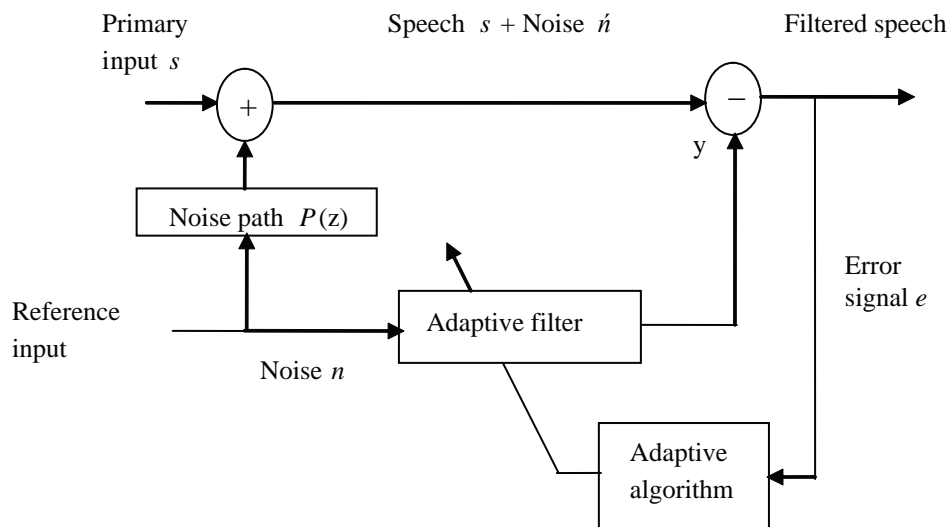 Primary
input s
Speech s + Noise ń
Filtered speech
+
−
y
Noise path P(z)
Reference
input
Noise n
Adaptive filter
Error
signal e
Adaptive
algorithm